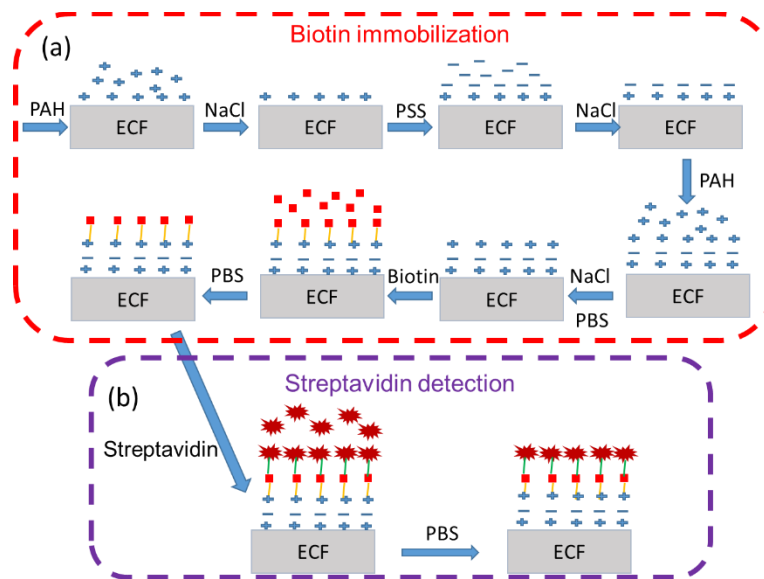 (a)
Biotin immobilization
PAH
ECF
NaCl
ECF
PSS
ECF
NaCl
ECF
PAH
ECF
NaCl
PBS
ECF
Biotin
ECF
PBS
ECF
(b)
Streptavidin detection
Streptavidin
ECF
PBS
ECF